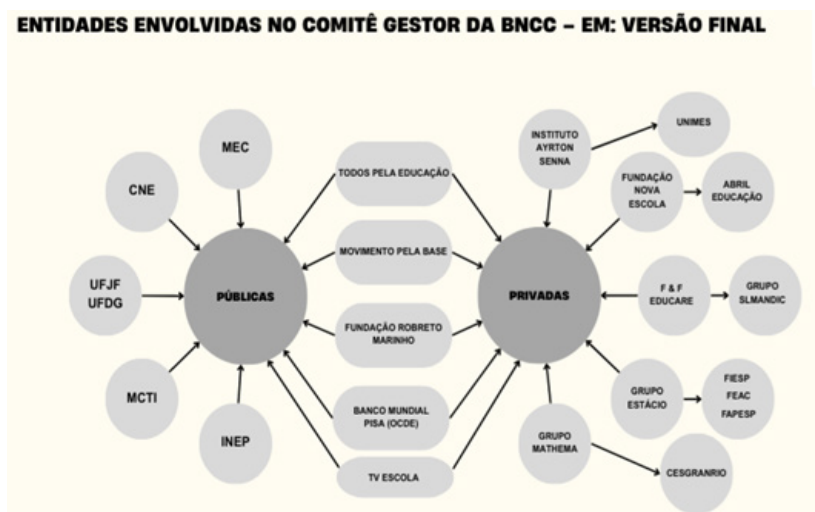 ENTIDADES ENVOLVIDAS NO COMITÊ GESTOR DA BNCC – EM: VERSÃO FINAL
MEC
CNE
UFJF
UFDG
MCTI
INEP
PÚBLICAS
TODOS PELA EDUCAÇÃO
MOVIMENTO PELA BASE
FUNDAÇÃO ROBRETO
MARINHO
BANCO MUNDIAL
PISA (OCDE)
TV ESCOLA
PRIVADAS
INSTITUTO
AYRTON
SENNA
UNIMES
FUNDAÇÃO
NOVA
ESCOLA
ABRIL
EDUCAÇÃO
F & F
EDUCARE
GRUPO
SLMANDIC
GRUPO
ESTÁCIO
FIESP
FEAC
FAPESP
GRUPO
MATHEMA
CESGRANRIO